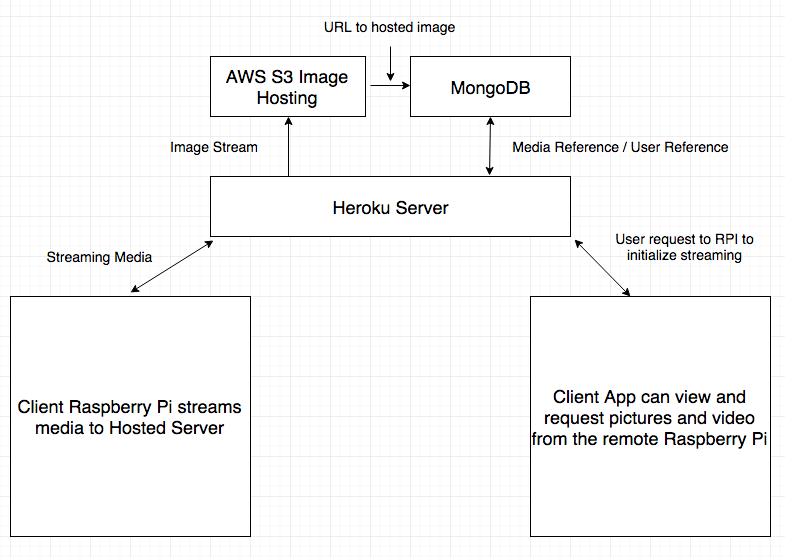 URL to hosted image
AWS S3 Image
Hosting
MongoDB
Image Stream
Media Reference / User Reference
Heroku Server
Streaming Media
User request to RPI to
initialize streaming
Client Raspberry Pi streams
media to Hosted Server
Client App can view and
request pictures and video
from the remote Raspberry Pi